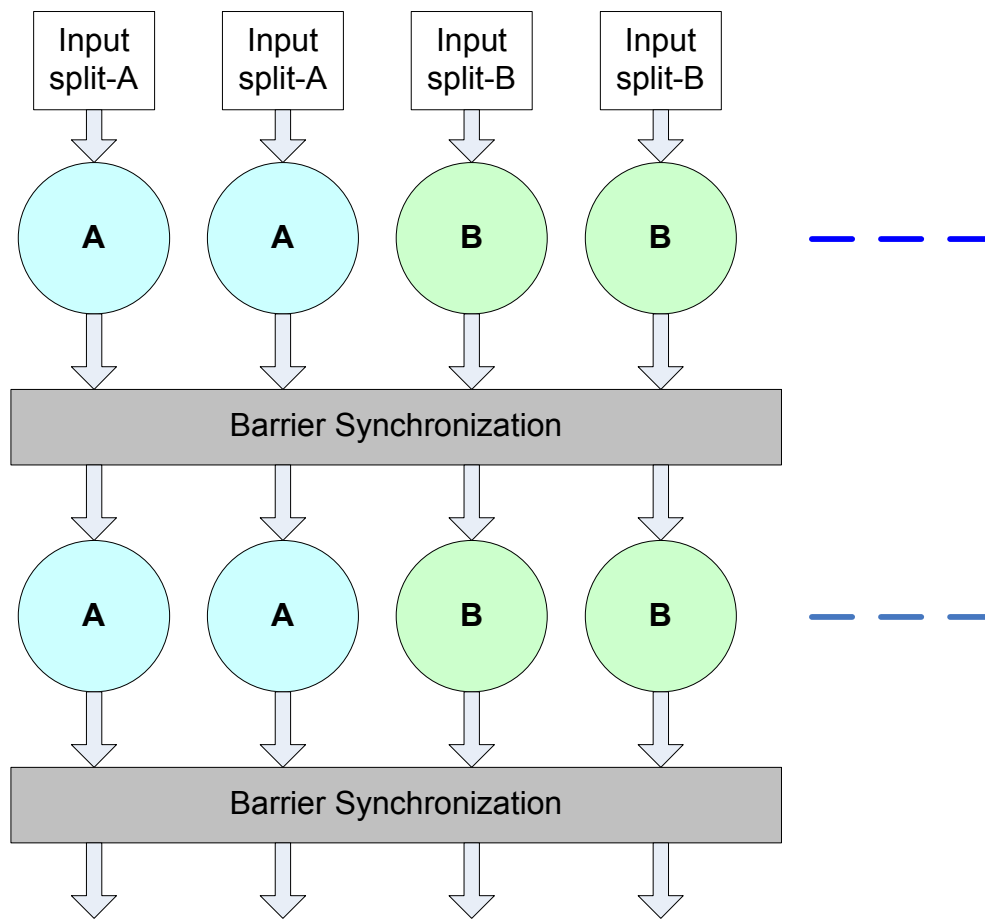 Input
split-A
Input
split-A
Input
split-B
Input
split-B
A
A
B
B
Barrier Synchronization
A
A
B
B
Barrier Synchronization